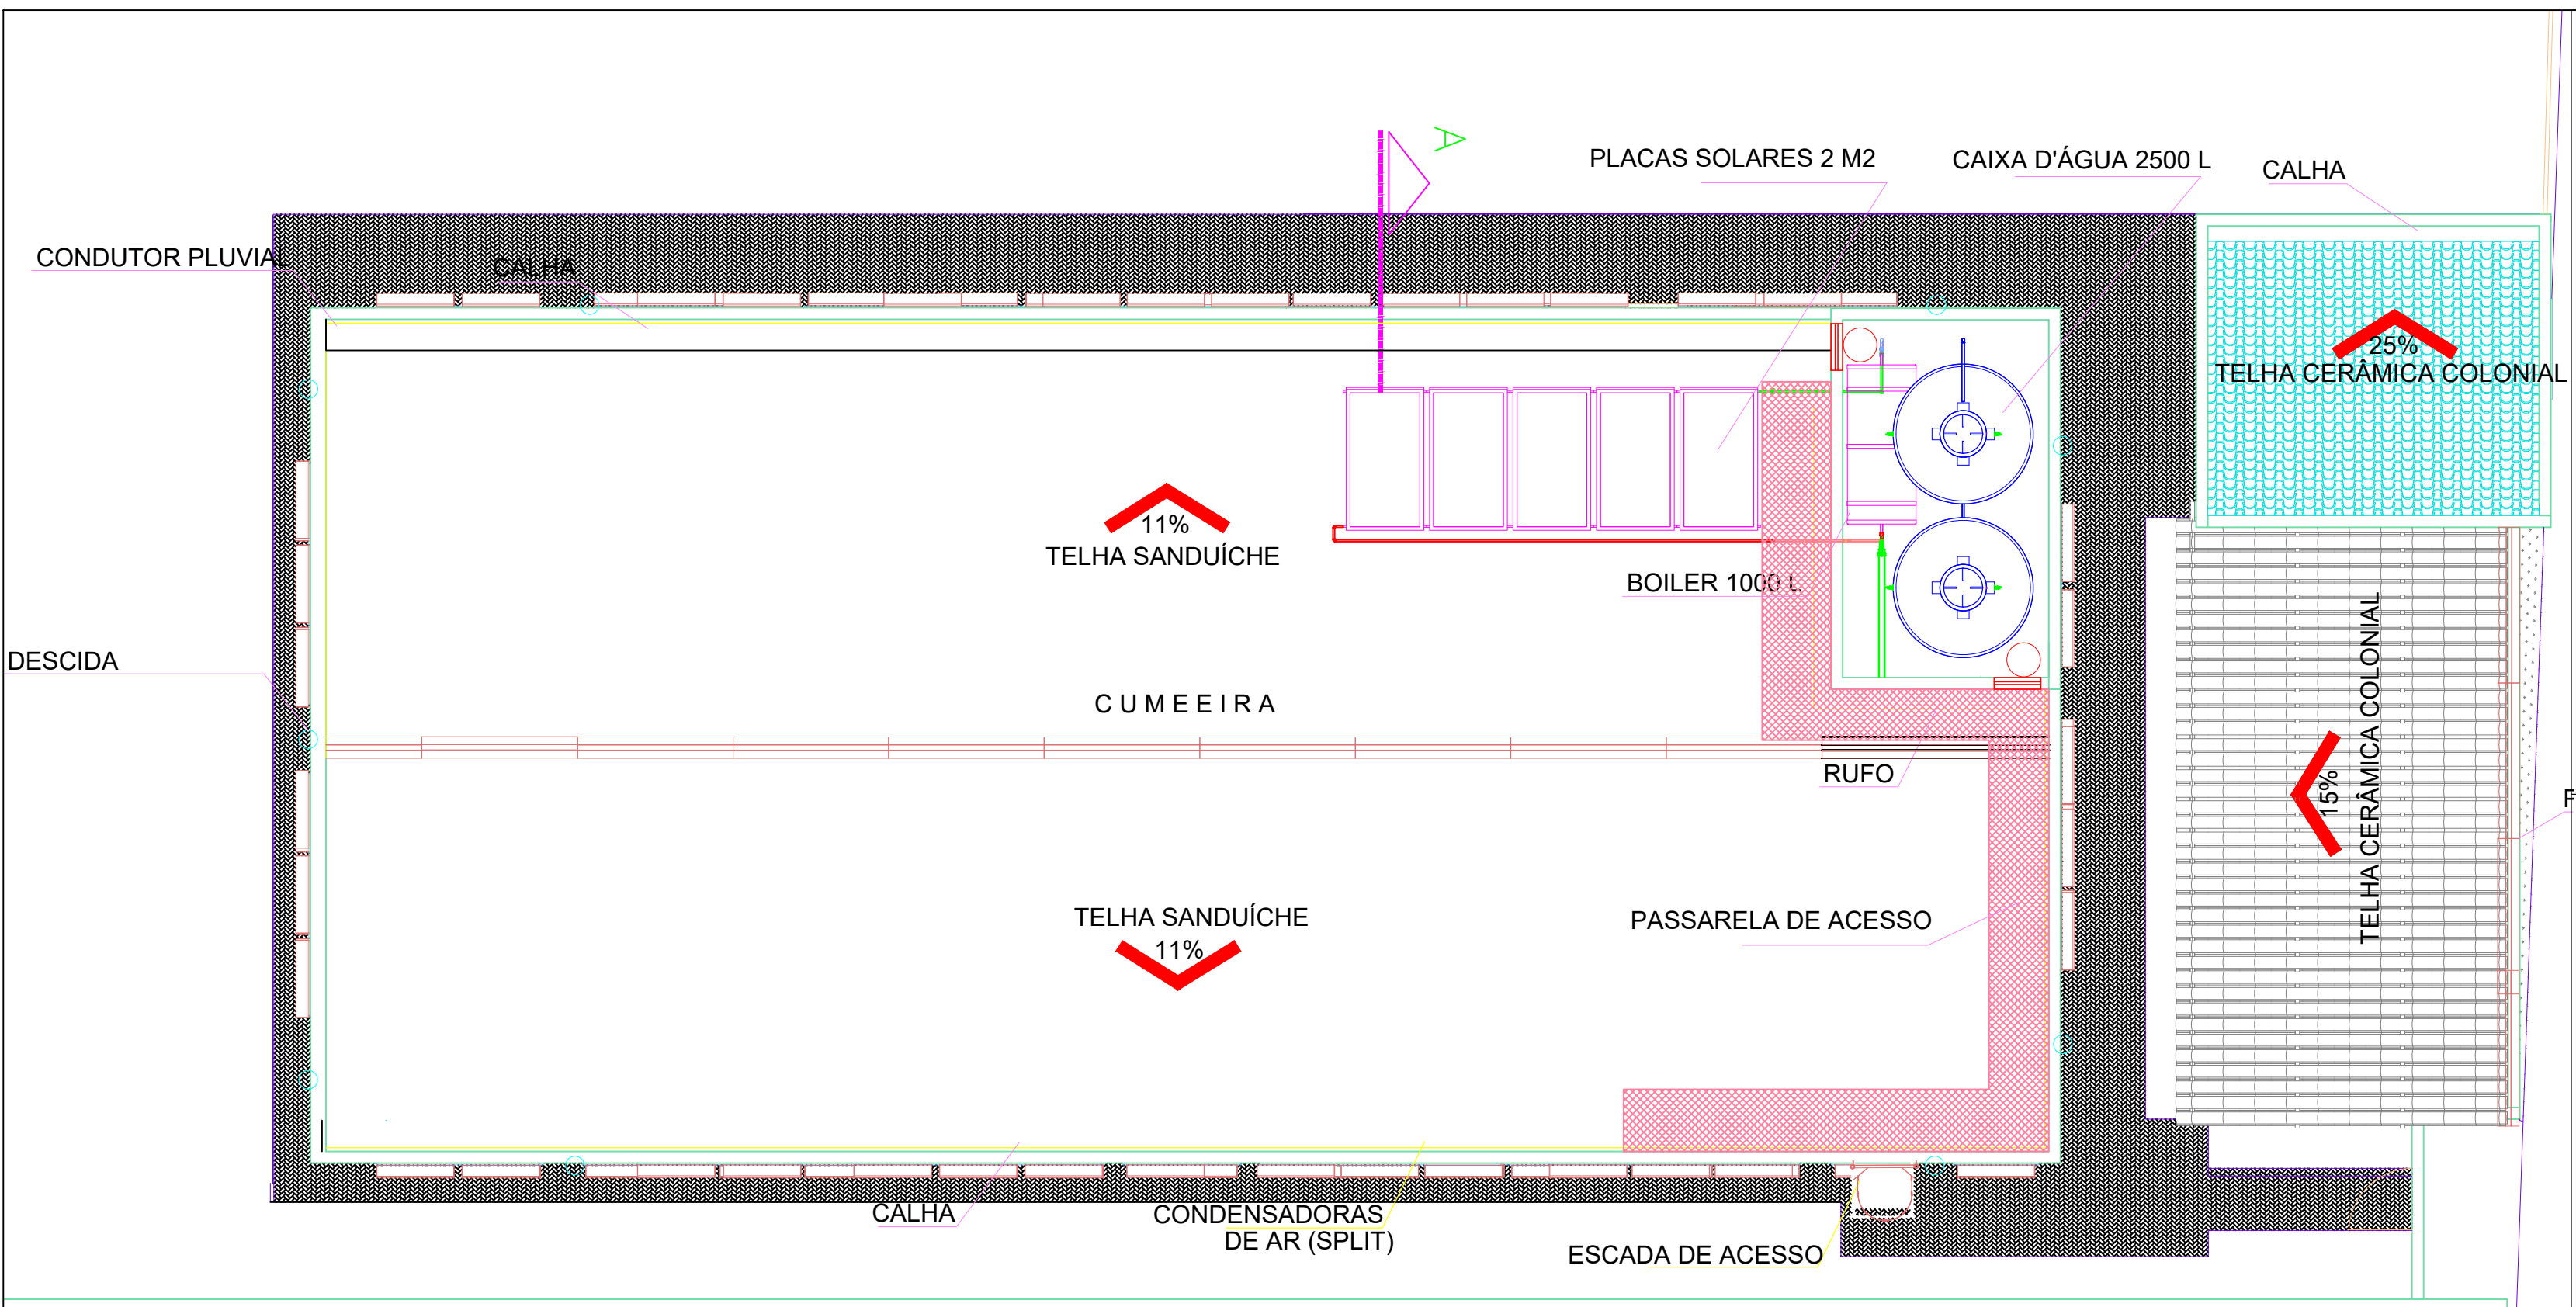 A
PLACAS SOLARES 2 M2
CAIXA D'ÁGUA 2500 L
CALHA
CONDUTOR PLUVIAL
CALHA
25%
TELHA CERÂMICA COLONIAL
11%
TELHA SANDUÍCHE
BOILER 1000 L
DESCIDA
CUMEEIRA
RUFO
15%
TELHA CERÂMICA COLONIAL
TELHA SANDUÍCHE
11%
PASSARELA DE ACESSO
CALHA
CONDENSADORAS
DE AR (SPLIT)
ESCADA DE ACESSO